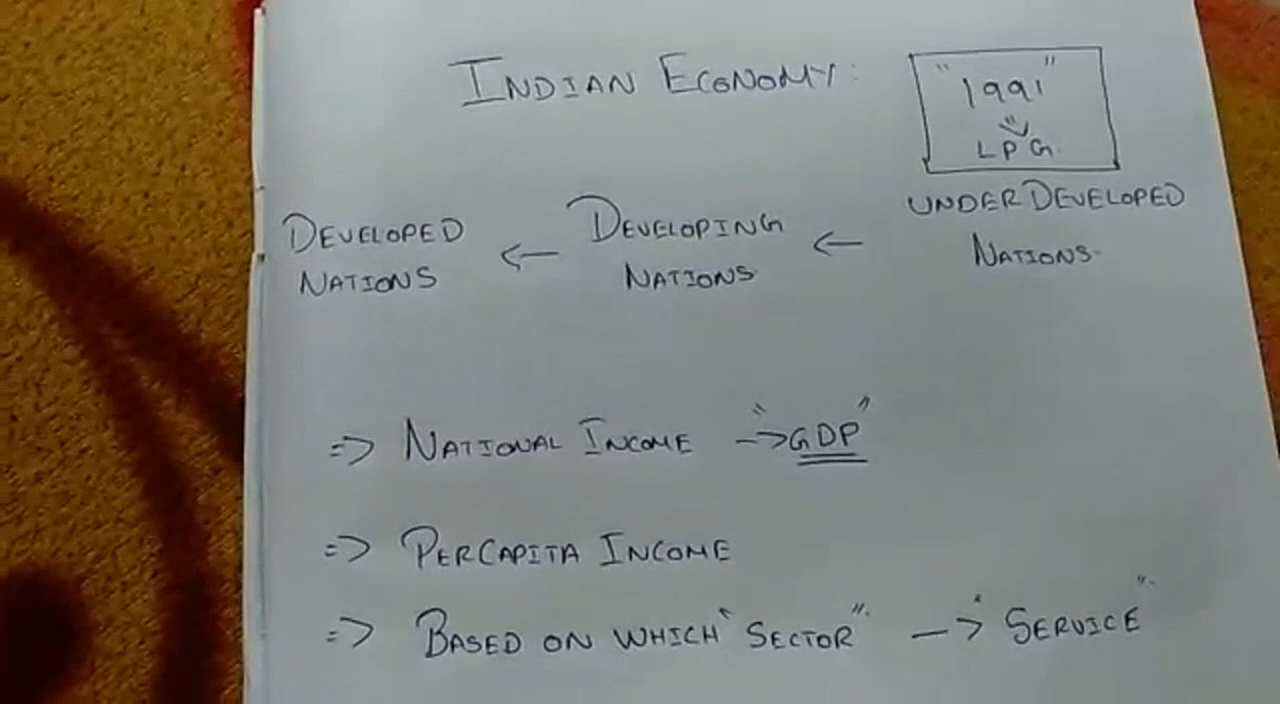 INDIAN ECONOMY:
"1991"
LPG.
DEVELOPED NATIONS ← DEVELOPING NATIONS ← UNDERDEVELOPED NATIONS.
=> NATIONAL INCOME -> "GDP"
=> PERCAPITA INCOME
=> BASED ON WHICH "SECTOR". -> "SERVICE".